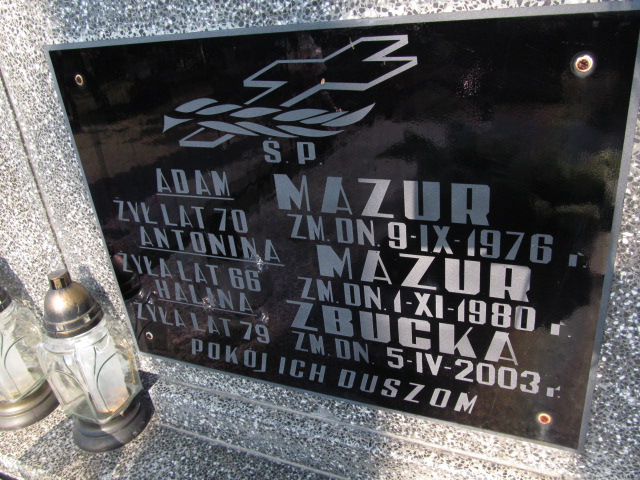 Ś.P.
ADAM MAZUR
ŻYŁ LAT 70 ZM. DN. 9-IX-1976 r.
ANTONINA MAZUR
ŻYŁA LAT 66 ZM. DN. 1-XI-1980 r.
HALINA ZBUCKA
ŻYŁA LAT 79 ZM. DN. 5-IV-2003 r.
POKÓJ ICH DUSZOM